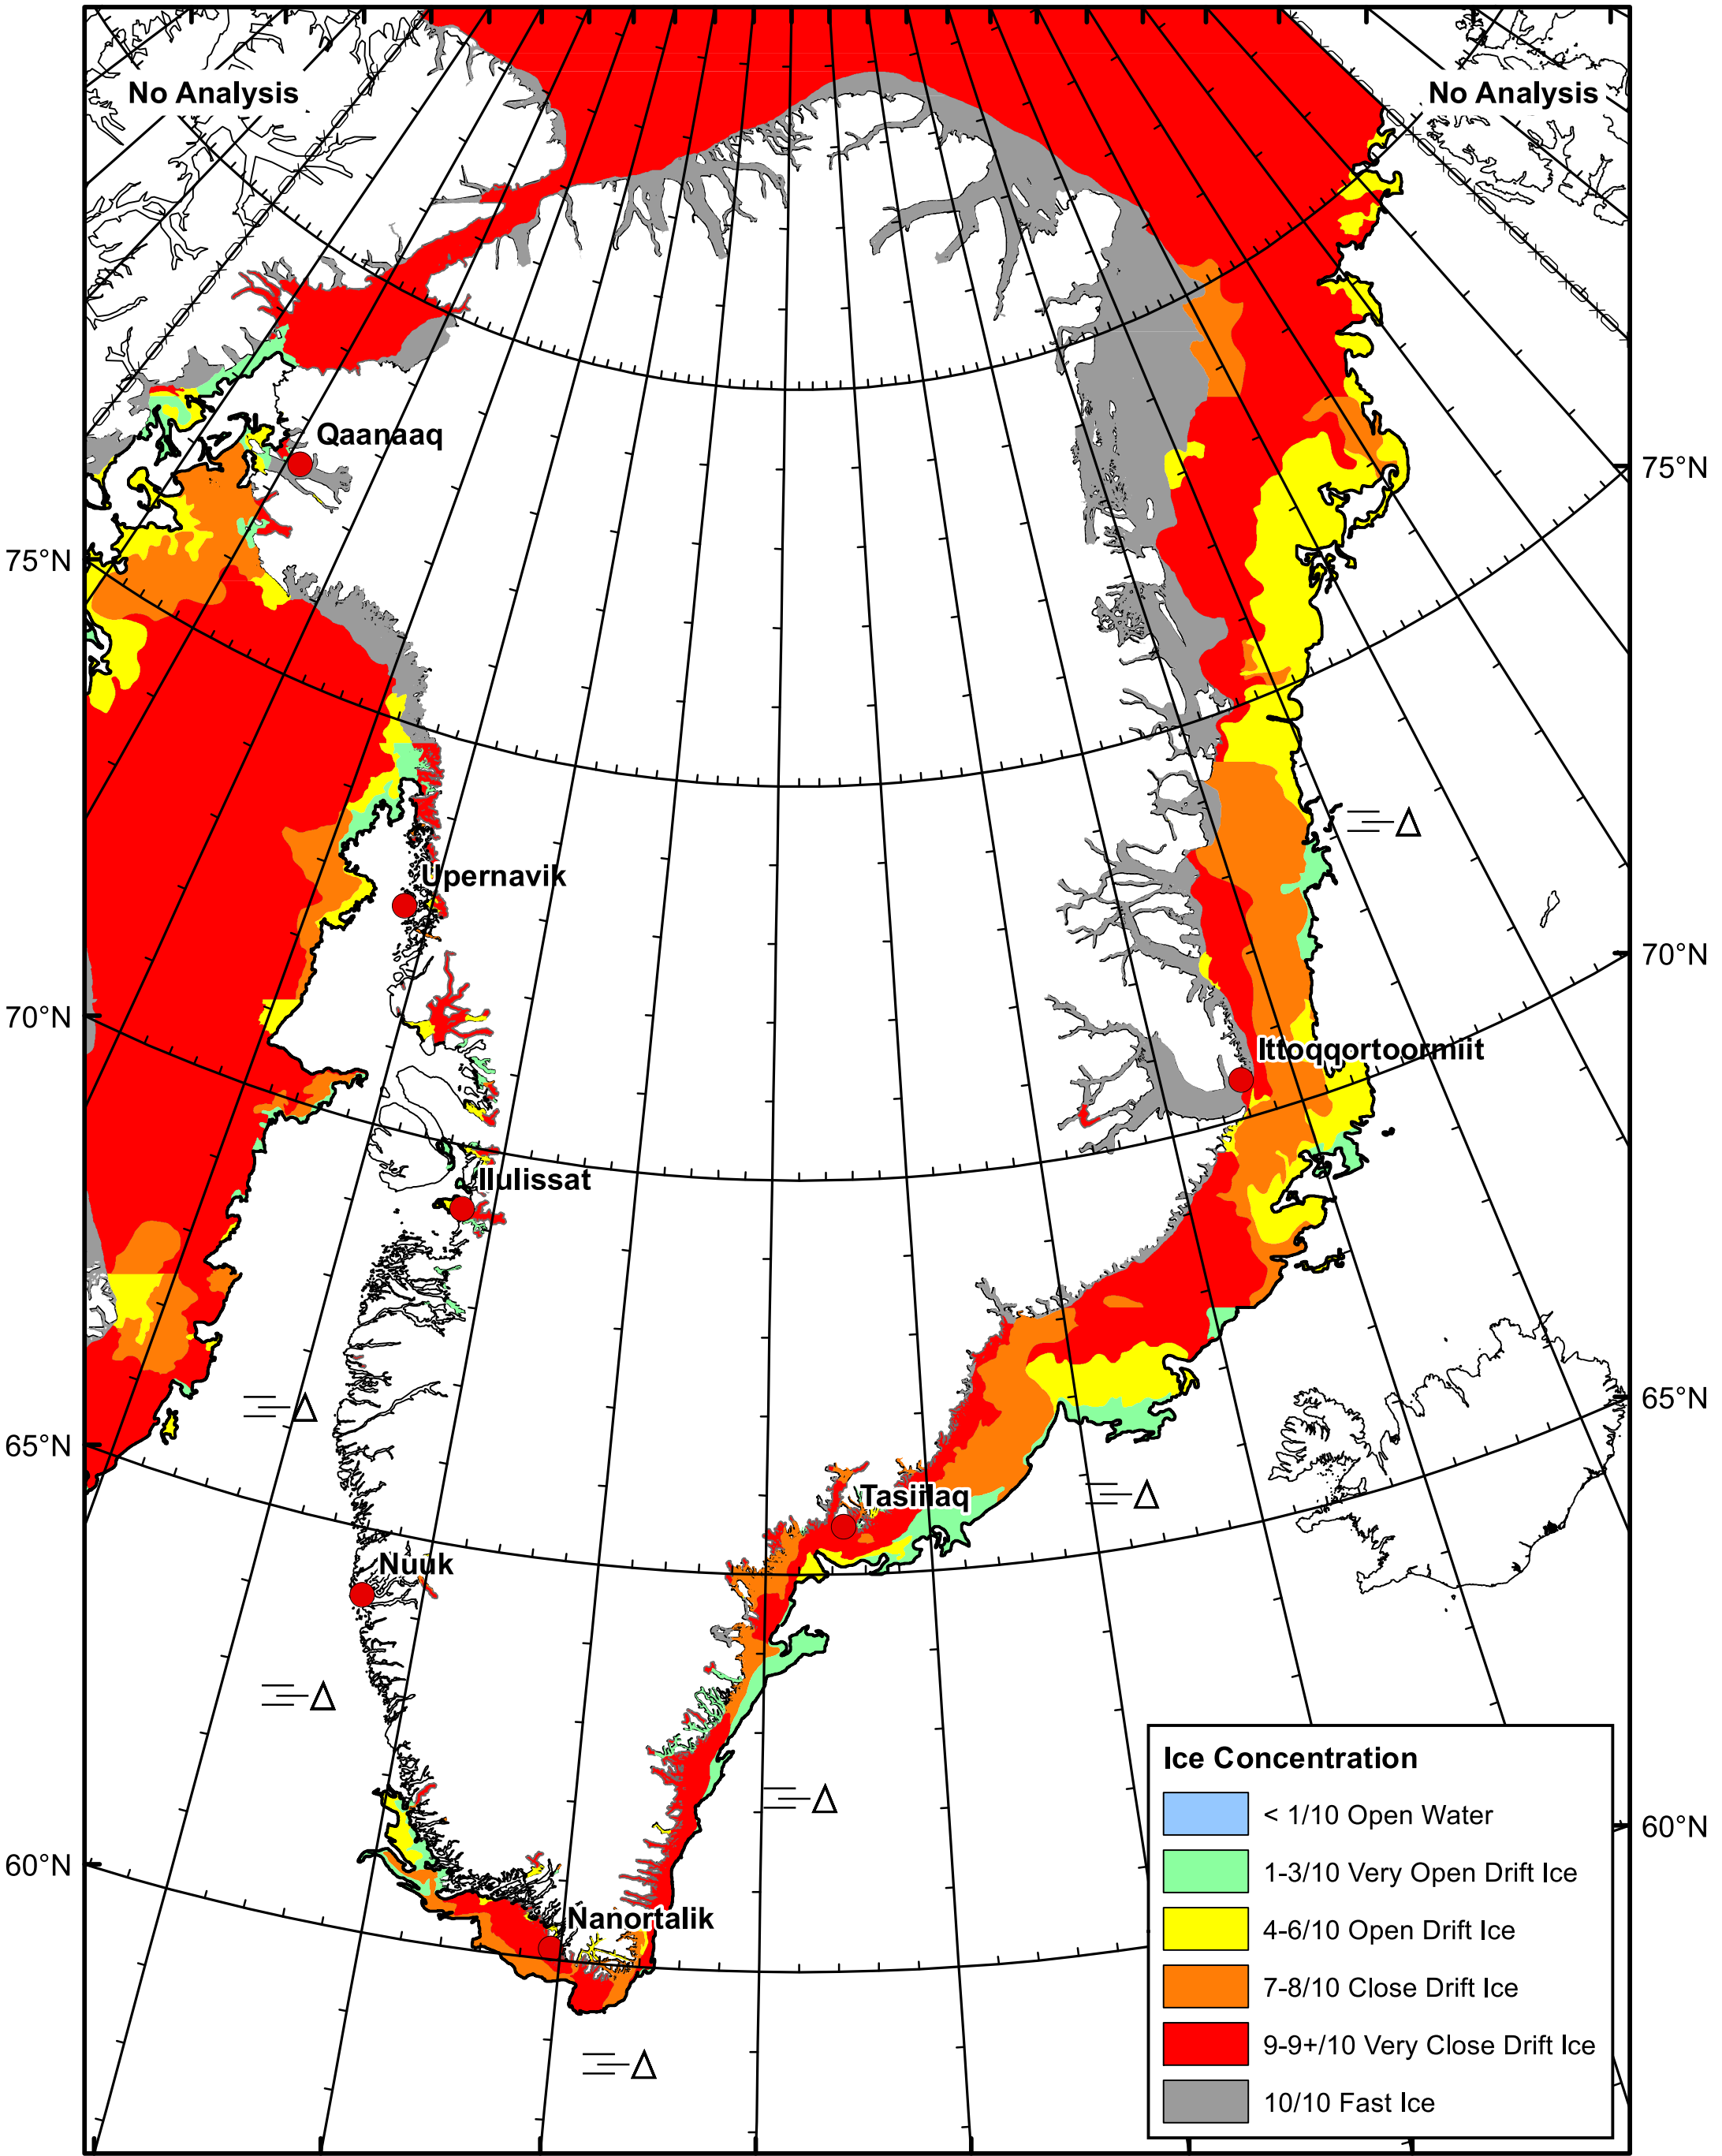 No Analysis
No Analysis
Qaanaaq
75°N
75°N
Upernavik
70°N
70°N
Ittoqqortoormiit
Ilulissat
65°N
65°N
Tasiilaq
Nuuk
60°N
60°N
Nanortalik
Ice Concentration
< 1/10 Open Water
1-3/10 Very Open Drift Ice
4-6/10 Open Drift Ice
7-8/10 Close Drift Ice
9-9+/10 Very Close Drift Ice
10/10 Fast Ice